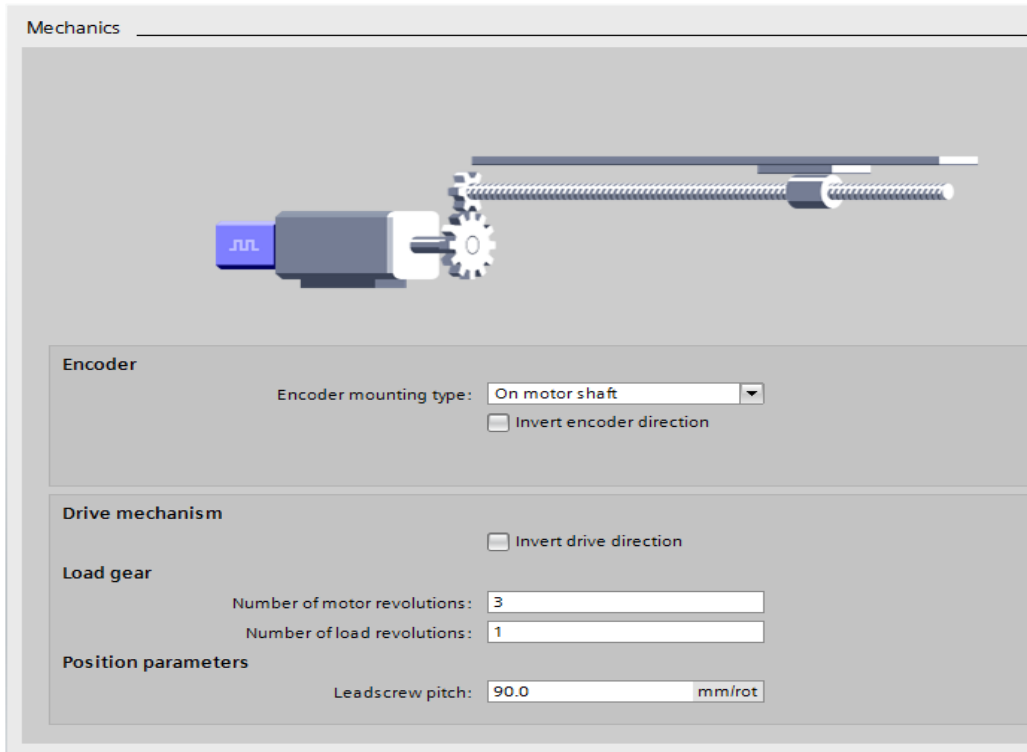 Mechanics
Encoder
Encoder mounting type: On motor shaft
Invert encoder direction
Drive mechanism
Invert drive direction
Load gear
Number of motor revolutions: 3
Number of load revolutions: 1
Position parameters
Leadscrew pitch: 90.0 mm/rot